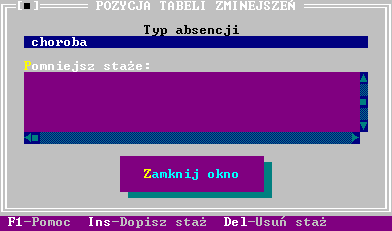 POZYCJA TABELI ZMNIEJSZEŃ
Typ absencji
choroba
Pomniejsz staże:
Zamknij okno
F1-Pomoc Ins-Dopisz staż Del-Usuń staż